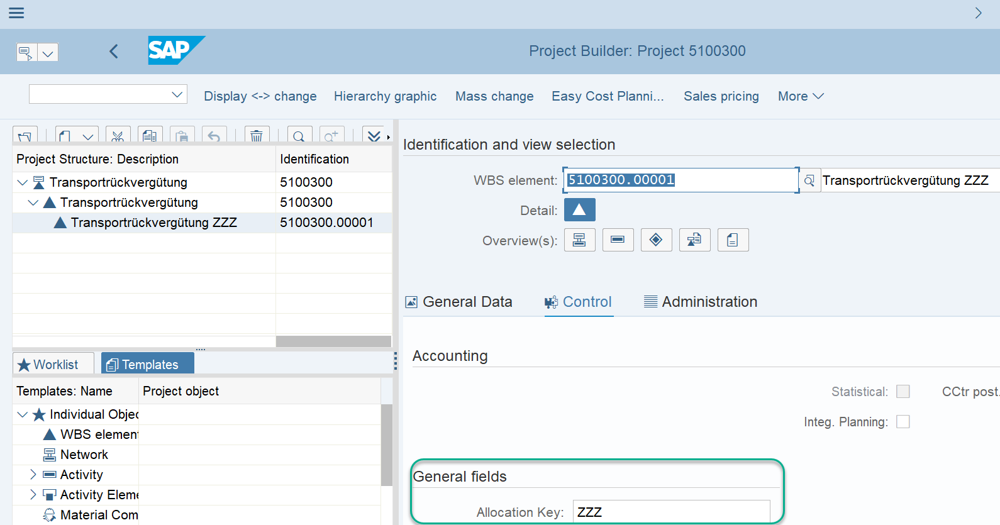 SAP
Project Builder: Project 5100300
Display <-> change
Hierarchy graphic
Mass change
Easy Cost Planni...
Sales pricing
More
Project Structure: Description
Identification
Transportrückvergütung
5100300
Transportrückvergütung
5100300
Transportrückvergütung ZZZ
5100300.00001
Worklist
Templates
Templates: Name
Project object
Individual Objec
WBS element
Network
Activity
Activity Eleme
Material Com
Identification and view selection
WBS element: 5100300.00001 Transportrückvergütung ZZZ
Detail:
Overview(s):
General Data
Control
Administration
Accounting
Statistical:
CCtr post.
Integ. Planning:
General fields
Allocation Key: ZZZ